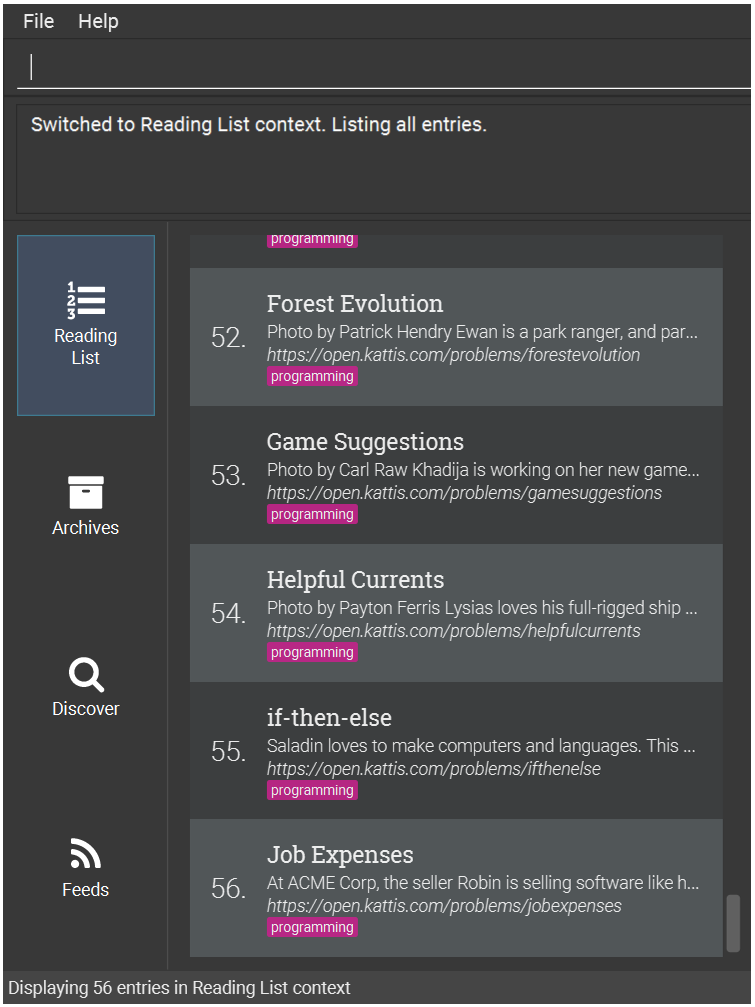 File Help
Switched to Reading List context. Listing all entries.
1
2
3
Reading
List
Archives
Discover
Feeds
programming
52.
Forest Evolution
Photo by Patrick Hendry Ewan is a park ranger, and par...
https://open.kattis.com/problems/forestevolution
programming
53.
Game Suggestions
Photo by Carl Raw Khadija is working on her new game...
https://open.kattis.com/problems/gamesuggestions
programming
54.
Helpful Currents
Photo by Payton Ferris Lysias loves his full-rigged ship ...
https://open.kattis.com/problems/helpfulcurrents
programming
55.
if-then-else
Saladin loves to make computers and languages. This ...
https://open.kattis.com/problems/ifthenelse
programming
56.
Job Expenses
At ACME Corp, the seller Robin is selling software like h...
https://open.kattis.com/problems/jobexpenses
programming
Displaying 56 entries in Reading List context